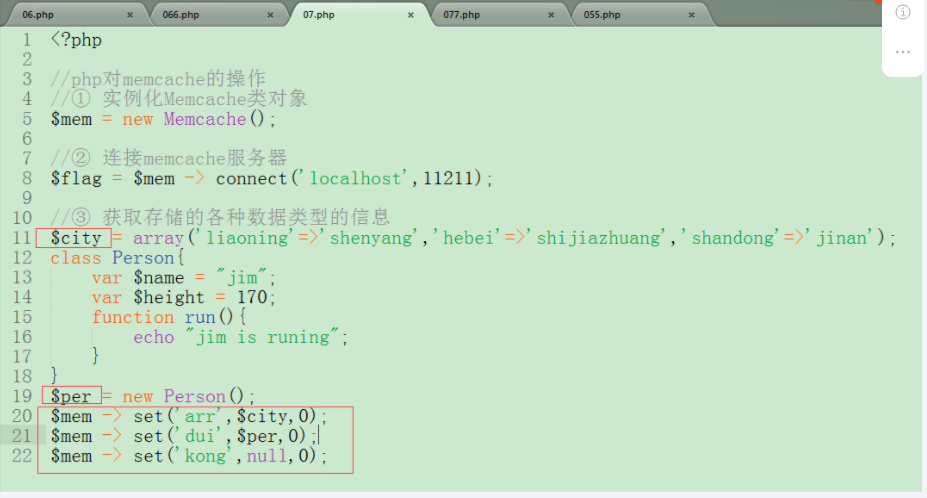 06.php × 066.php × 07.php × 077.php × 055.php ×
1 <?php
2
3 //php对memcache的操作
4 //① 实例化Memcache类对象
5 $mem = new Memcache();
6
7 //② 连接memcache服务器
8 $flag = $mem -> connect('localhost',11211);
9
10 //③ 获取存储的各种数据类型的信息
11 $city = array('liaoning'=>'shenyang','hebei'=>'shijiazhuang','shandong'=>'jinan');
12 class Person{
13     var $name = "jim";
14     var $height = 170;
15     function run(){
16         echo "jim is runing";
17     }
18 }
19 $per = new Person();
20 $mem -> set('arr',$city,0);
21 $mem -> set('dui',$per,0);
22 $mem -> set('kong',null,0);